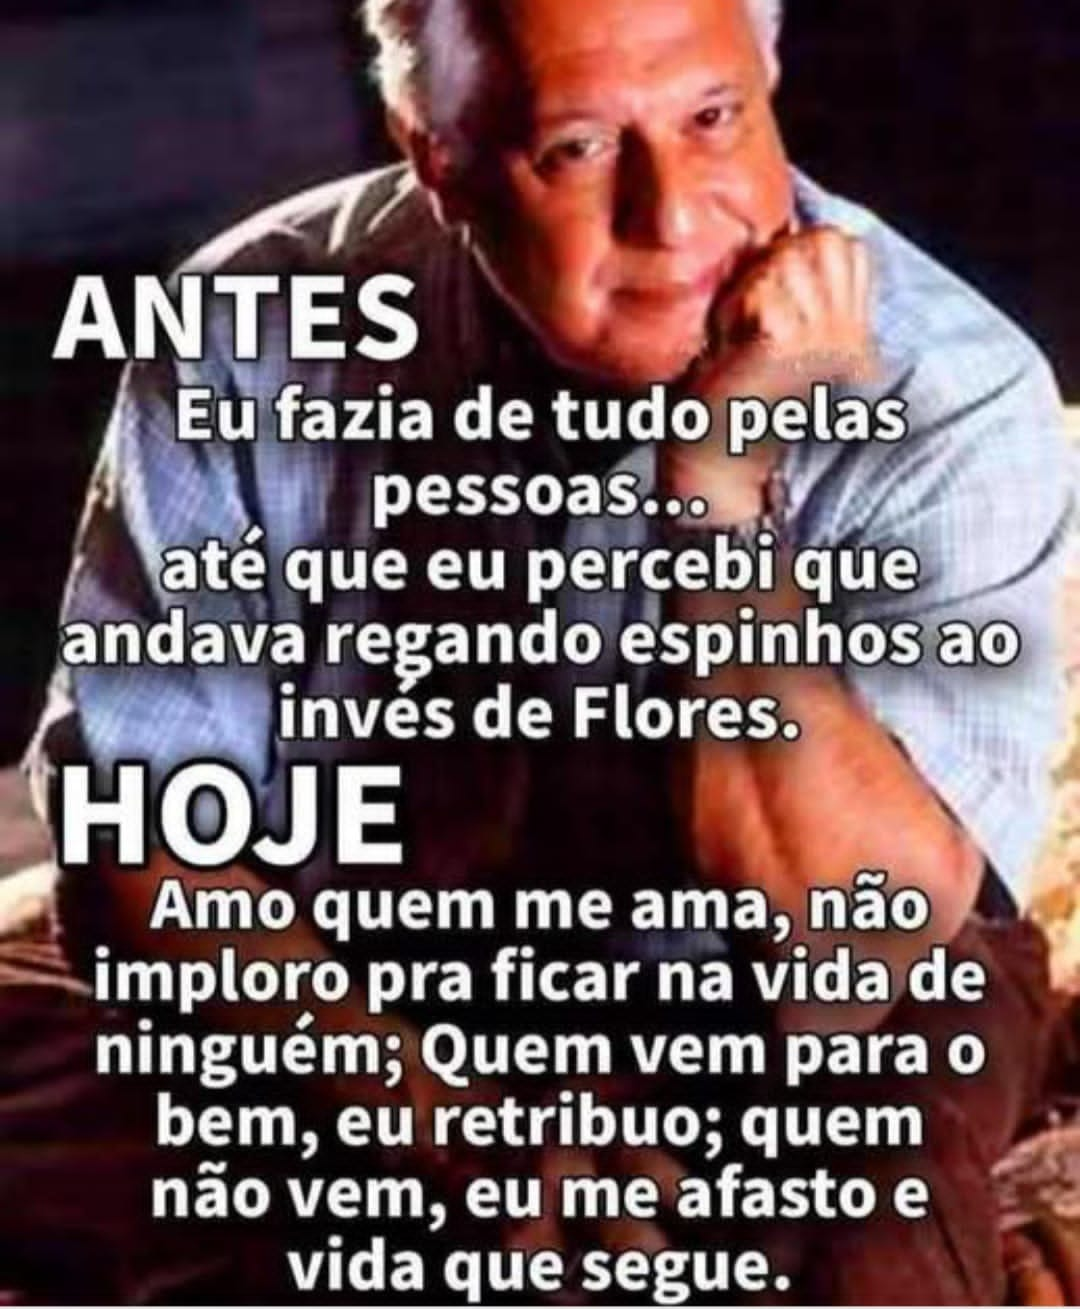 ANTES
Eu fazia de tudo pelas
pessoas...
até que eu percebi que
andava regando espinhos ao
invés de Flores.
HOJE
Amo quem me ama, não
imploro pra ficar na vida de
ninguém; Quem vem para o
bem, eu retribuo; quem
não vem, eu me afasto e
vida que segue.